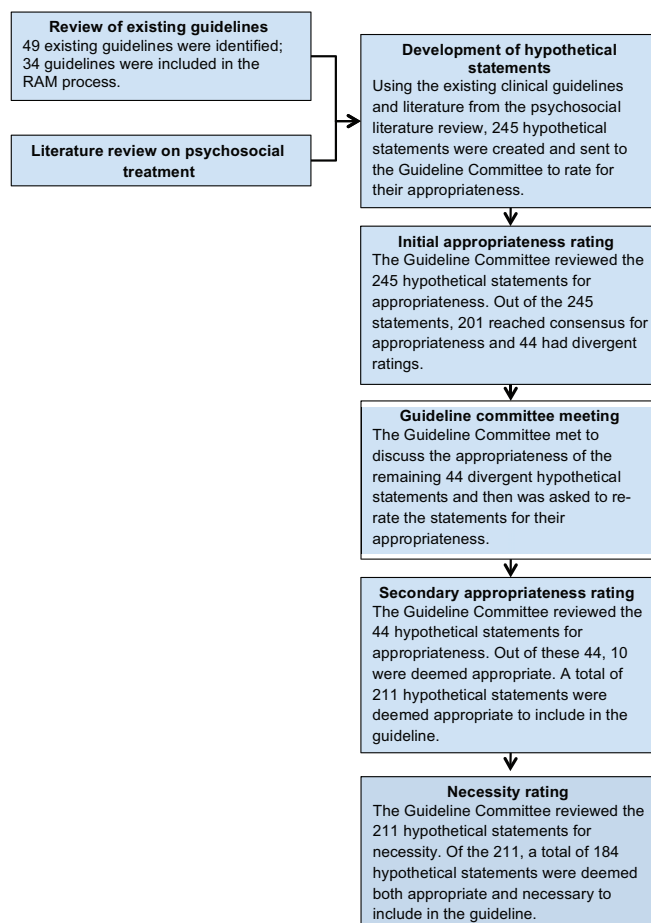 Review of existing guidelines
49 existing guidelines were identified;
34 guidelines were included in the
RAM process.
Literature review on psychosocial
treatment
Development of hypothetical
statements
Using the existing clinical guidelines
and literature from the psychosocial
literature review, 245 hypothetical
statements were created and sent to
the Guideline Committee to rate for
their appropriateness.
Initial appropriateness rating
The Guideline Committee reviewed the
245 hypothetical statements for
appropriateness. Out of the 245
statements, 201 reached consensus for
appropriateness and 44 had divergent
ratings.
Guideline committee meeting
The Guideline Committee met to
discuss the appropriateness of the
remaining 44 divergent hypothetical
statements and then was asked to re-
rate the statements for their
appropriateness.
Secondary appropriateness rating
The Guideline Committee reviewed the
44 hypothetical statements for
appropriateness. Out of these 44, 10
were deemed appropriate. A total of
211 hypothetical statements were
deemed appropriate to include in the
guideline.
Necessity rating
The Guideline Committee reviewed the
211 hypothetical statements for
necessity. Of the 211, a total of 184
hypothetical statements were deemed
both appropriate and necessary to
include in the guideline.